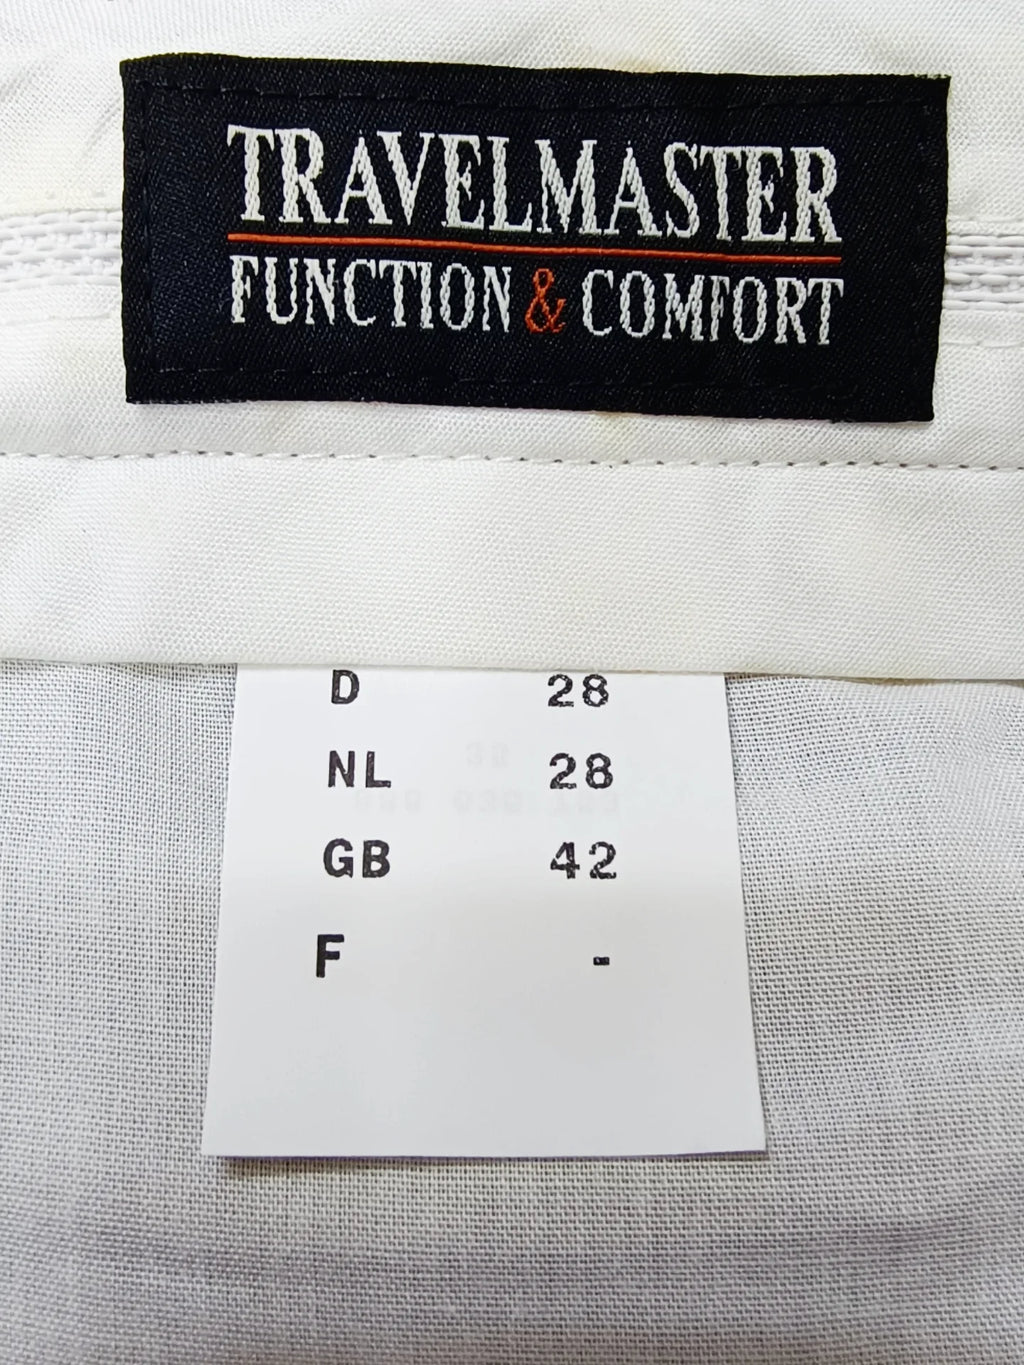 TRAVELMASTER
FUNCTION & COMFORT
D 28
NL 28
GB 42
F -